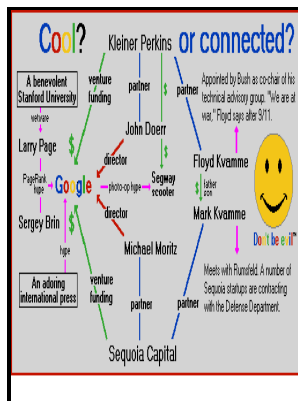 Cool?
Kleiner Perkins
or connected?
A benevolent
Stanford University
venture
funding
partner
$
partner
Appointed by Bush as co-chair of his
technical advisory group. "We are at
war," Floyd says after 9/11.
wetware
$
John Doerr
Larry Page
director
Floyd Kvamme
PageRank
hype
Google
photo-op hype
Segway
scooter
$
father
son
Mark Kvamme
Sergey Brin
$
director
Don't be evil™
hype
Michael Moritz
An adoring
international press
venture
funding
partner
partner
Meets with Rumsfeld. A number of
Sequoia startups are contracting
with the Defence Department.
Sequoia Capital